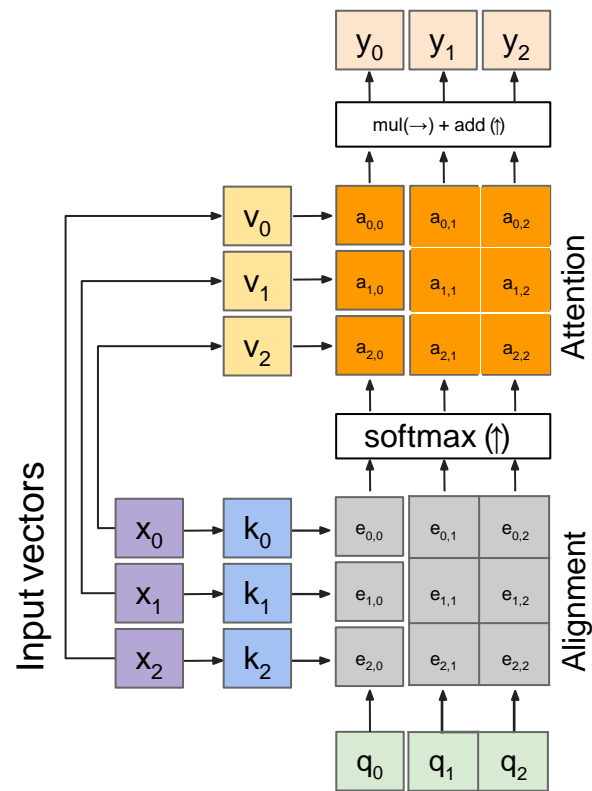 y0 y1 y2
mul(→) + add (↑)
v0 a0,0 a0,1 a0,2
v1 a1,0 a1,1 a1,2
v2 a2,0 a2,1 a2,2
Attention
softmax (↑)
Input vectors
x0 k0 e0,0 e0,1 e0,2
x1 k1 e1,0 e1,1 e1,2
x2 k2 e2,0 e2,1 e2,2
Alignment
q0 q1 q2